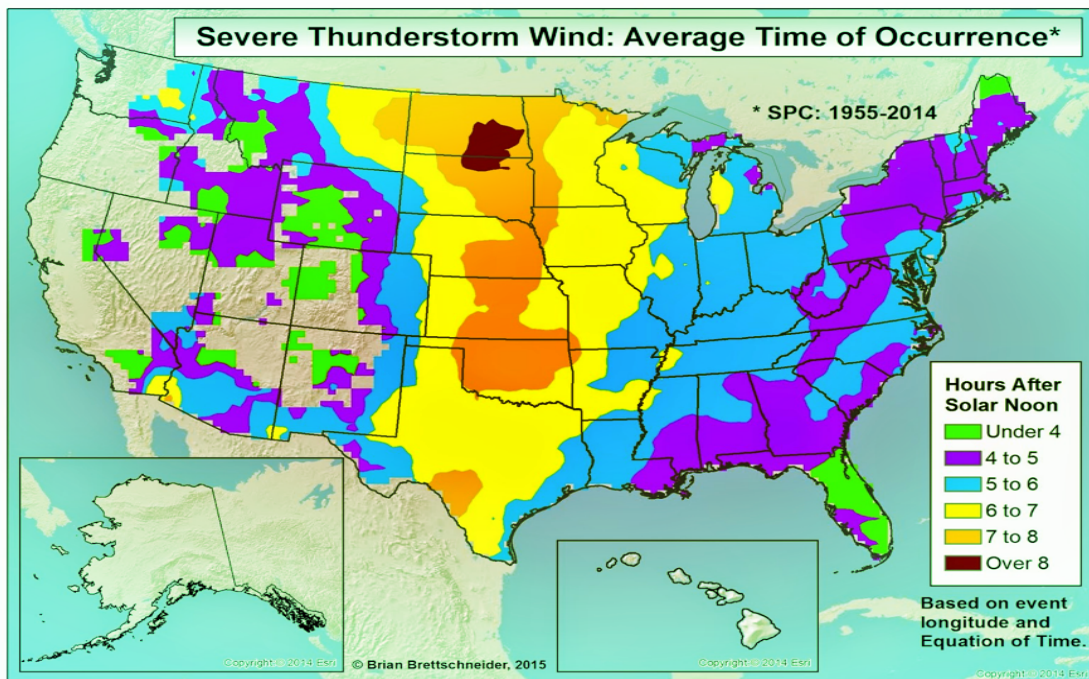 Severe Thunderstorm Wind: Average Time of Occurrence*
* SPC: 1955-2014
Hours After
Solar Noon
Under 4
4 to 5
5 to 6
6 to 7
7 to 8
Over 8
Based on event
longitude and
Equation of Time.
Copyright © 2014 Esri
© Brian Brettschneider, 2015
Copyright © 2014 Esri
Copyright © 2014 Esri